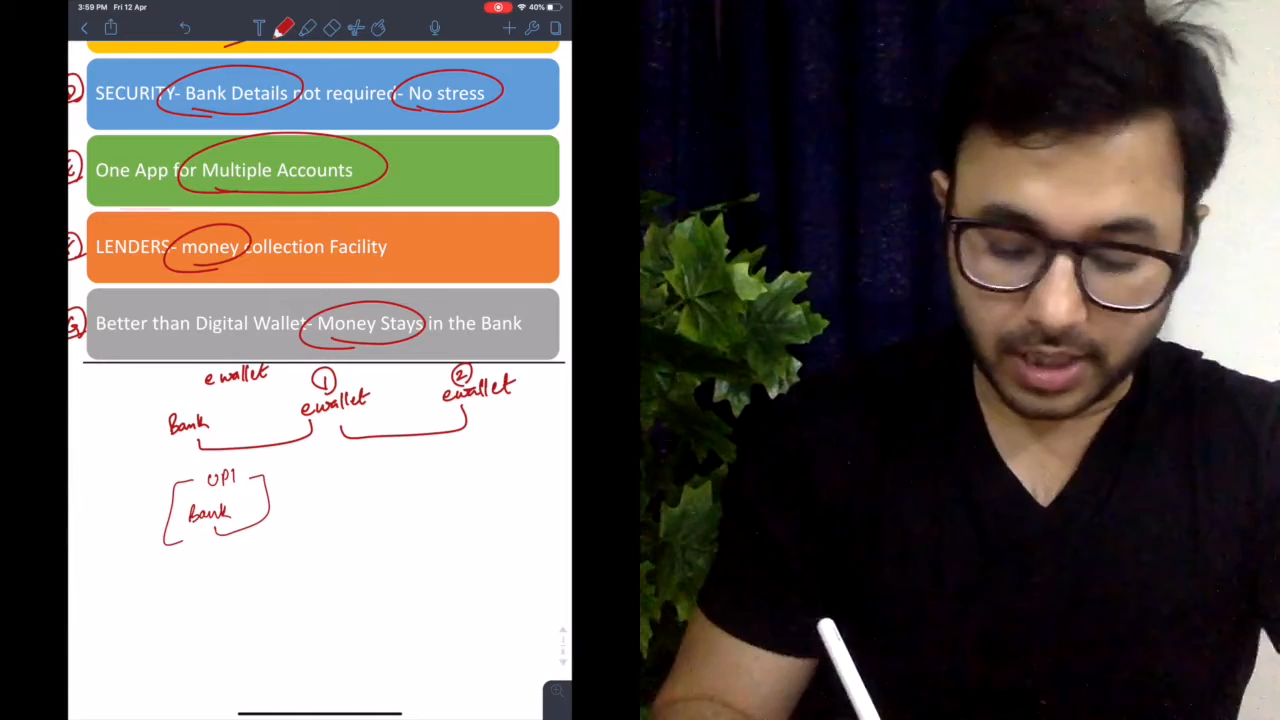 3:59 PM Fri 12 Apr
40%
T
SECURITY- Bank Details not required- No stress
One App for Multiple Accounts
LENDERS- money collection Facility
G Better than Digital Wallet- Money Stays in the Bank
e wallet
1
2
ewallet
ewallet
Bank
UPI
Bank